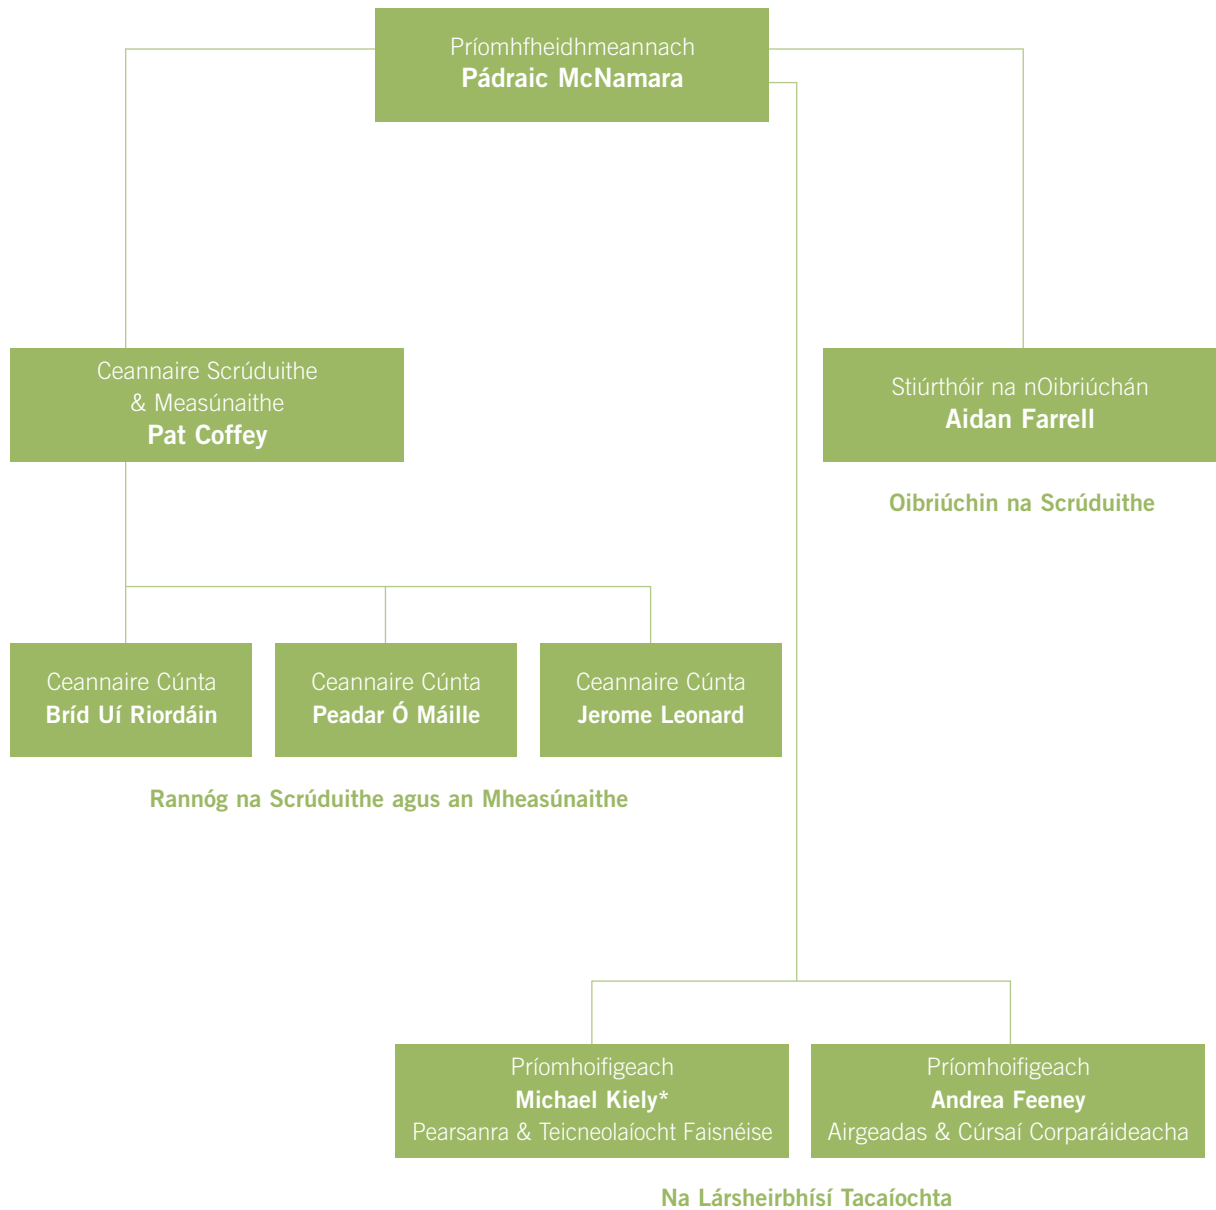 Príomhfheidhmeannach
Pádraic McNamara
Ceannaire Scrúduithe
& Measúnaithe
Pat Coffey
Stiúrthóir na nOibriúchán
Aidan Farrell
Oibriúchin na Scrúduithe
Ceannaire Cúnta
Bríd Uí Riordáin
Ceannaire Cúnta
Peadar Ó Máille
Ceannaire Cúnta
Jerome Leonard
Rannóg na Scrúduithe agus an Mheasúnaithe
Príomhoifigeach
Michael Kiely*
Pearsanra & Teicneolaíocht Faisnéise
Príomhoifigeach
Andrea Feeney
Airgeadas & Cúrsaí Corparáideacha
Na Lársheirbhísí Tacaíochta